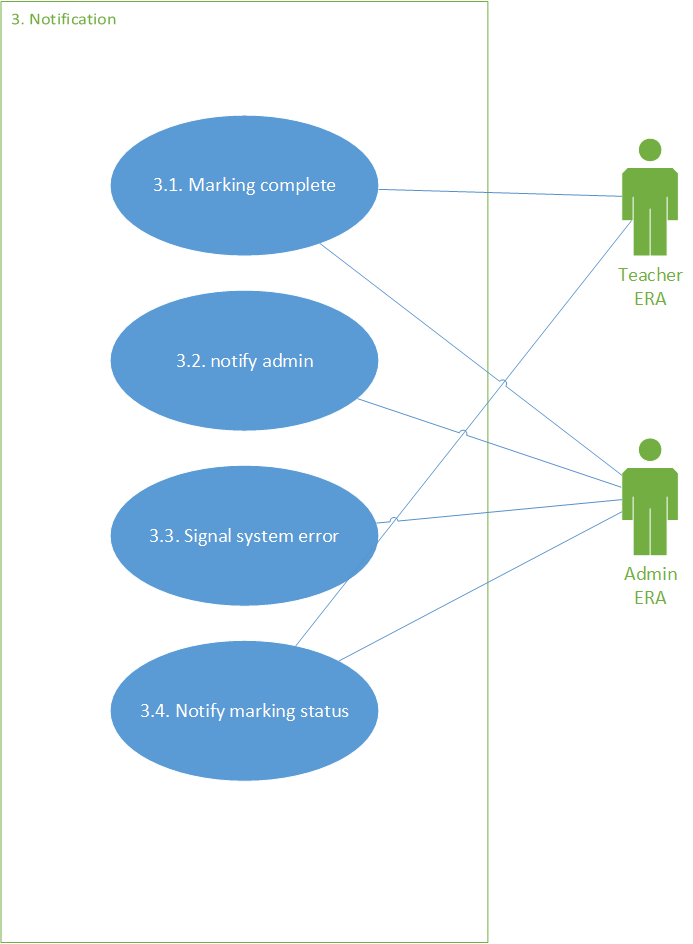 3. Notification
3.1. Marking complete
3.2. notify admin
3.3. Signal system error
3.4. Notify marking status
Teacher
ERA
Admin
ERA